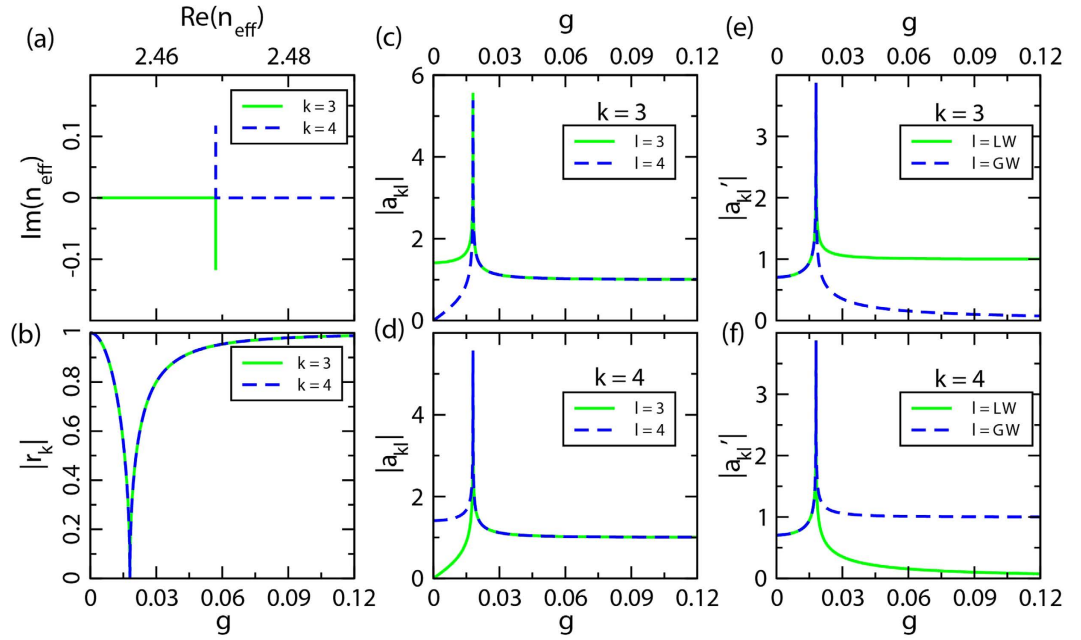 (a)
Re(n_eff)
2.46 2.48
Im(n_eff)
0.1
0
-0.1
k = 3
k = 4
(b)
|r_k|
1
0.8
0.6
0.4
0.2
0
k = 3
k = 4
0 0.03 0.06 0.09 0.12
g
(c)
g
0 0.03 0.06 0.09 0.12
|a_kl|
6
4
2
0
k = 3
l = 3
l = 4
(d)
|a_kl|
4
2
0
k = 4
l = 3
l = 4
0 0.03 0.06 0.09 0.12
g
(e)
g
0 0.03 0.06 0.09 0.12
|a_kl'|
3
2
1
0
k = 3
l = LW
l = GW
(f)
|a_kl'|
3
2
1
0
k = 4
l = LW
l = GW
0 0.03 0.06 0.09 0.12
g